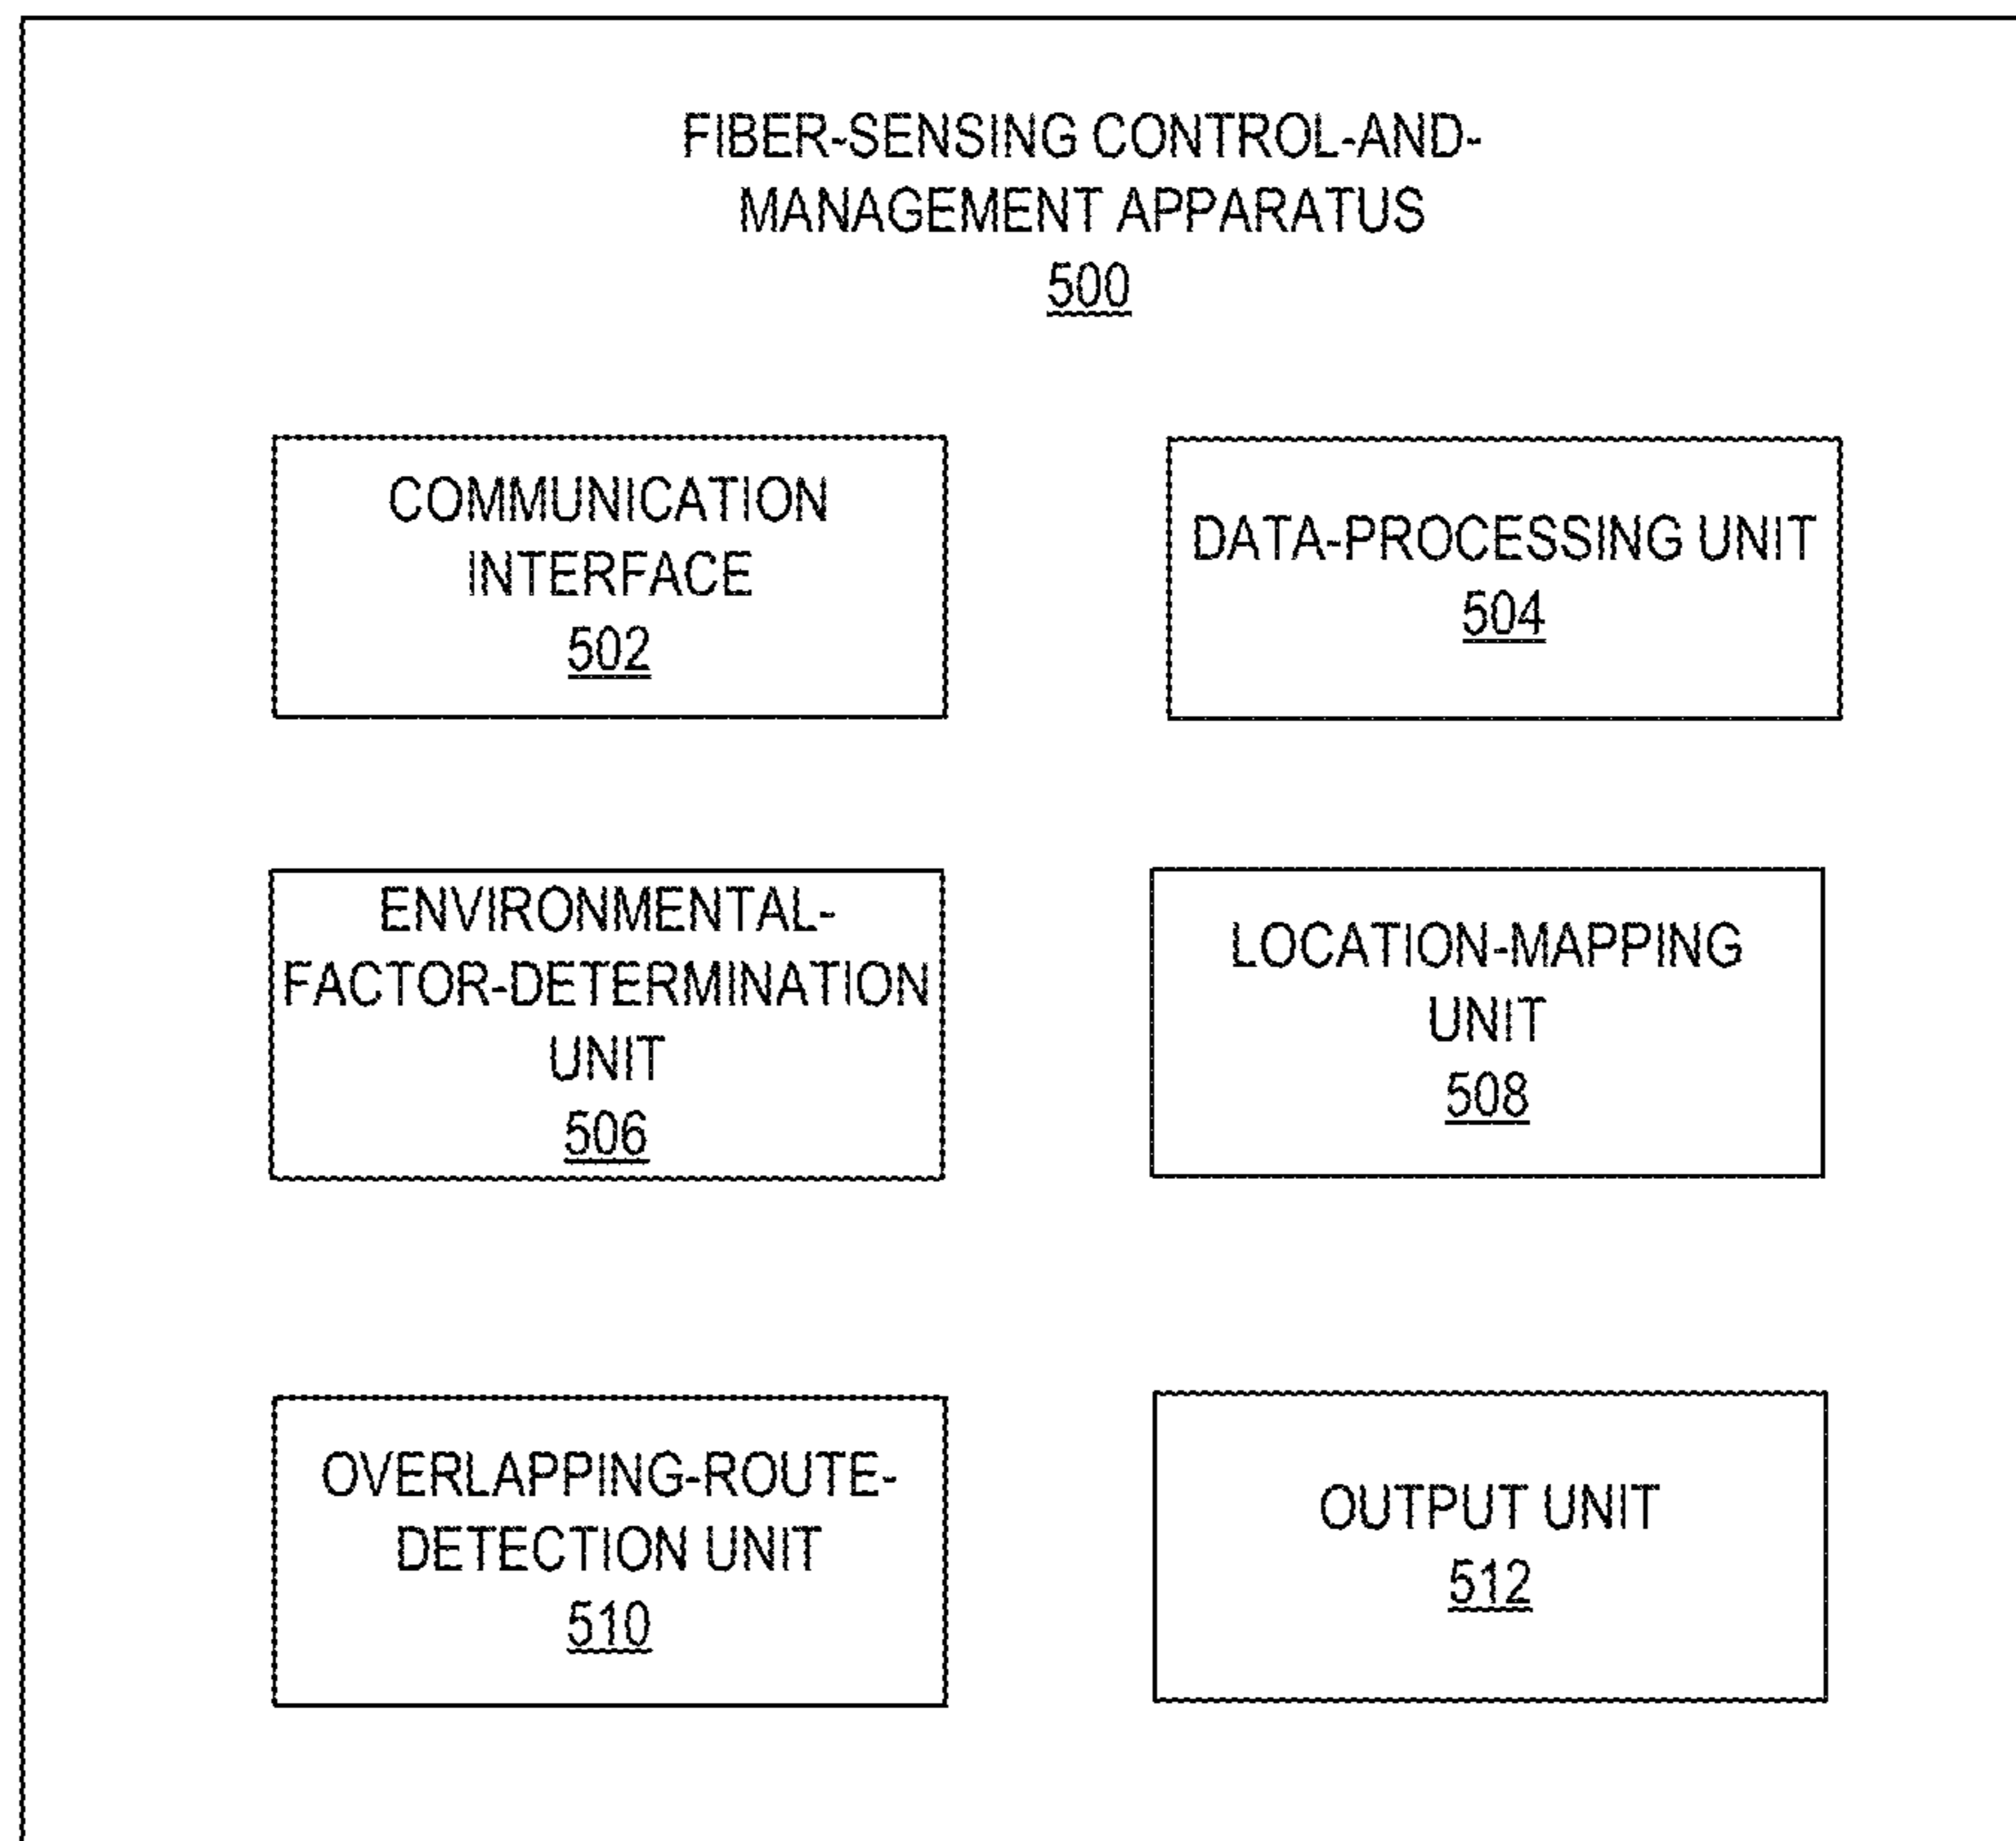 FIBER-SENSING CONTROL-AND-
MANAGEMENT APPARATUS
500
COMMUNICATION
INTERFACE
502
DATA-PROCESSING UNIT
504
ENVIRONMENTAL-
FACTOR-DETERMINATION
UNIT
506
LOCATION-MAPPING
UNIT
508
OVERLAPPING-ROUTE-
DETECTION UNIT
510
OUTPUT UNIT
512